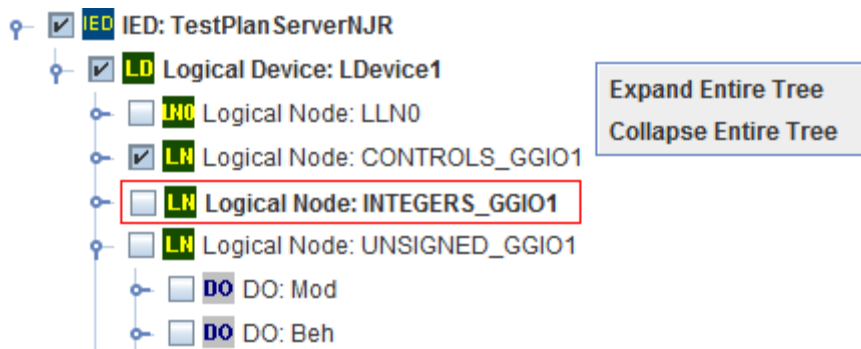 IED IED: TestPlanServerNJR
LD Logical Device: LDevice1
LN0 Logical Node: LLN0
LN Logical Node: CONTROLS_GGIO1
LN Logical Node: INTEGERS_GGIO1
LN Logical Node: UNSIGNED_GGIO1
DO DO: Mod
DO DO: Beh
Expand Entire Tree
Collapse Entire Tree